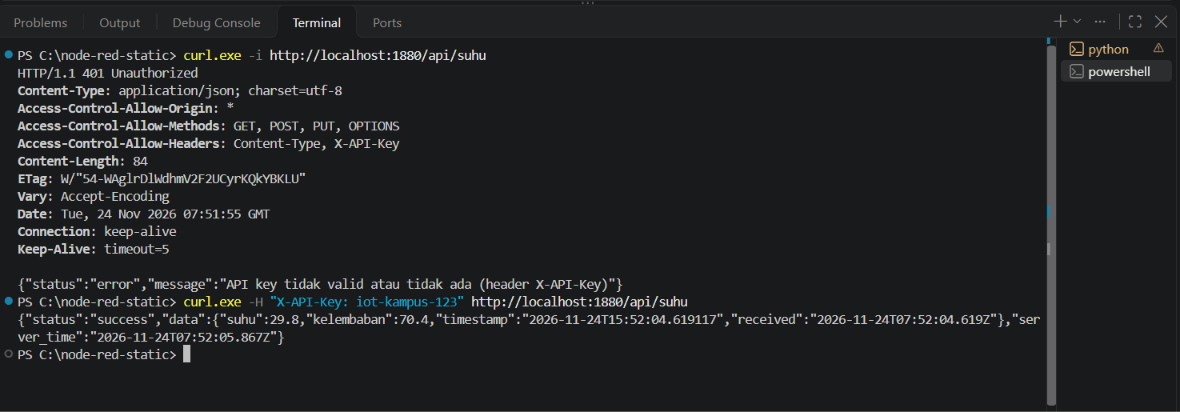 Problems Output Debug Console Terminal Ports
PS C:\node-red-static> curl.exe -i http://localhost:1880/api/suhu
python
HTTP/1.1 401 Unauthorized
powershell
Content-Type: application/json; charset=utf-8
Access-Control-Allow-Origin: *
Access-Control-Allow-Methods: GET, POST, PUT, OPTIONS
Access-Control-Allow-Headers: Content-Type, X-API-Key
Content-Length: 84
ETag: W/"54-WAglrDlWdhmV2F2UCyrKQkYBKLU"
Vary: Accept-Encoding
Date: Tue, 24 Nov 2026 07:51:55 GMT
Connection: keep-alive
Keep-Alive: timeout=5
{"status":"error","message":"API key tidak valid atau tidak ada (header X-API-Key)"}
PS C:\node-red-static> curl.exe -H "X-API-Key: iot-kampus-123" http://localhost:1880/api/suhu
{"status":"success","data":{"suhu":29.8,"kelembaban":70.4,"timestamp":"2026-11-24T15:52:04.619117","received":"2026-11-24T07:52:04.619Z"},"ser
ver_time":"2026-11-24T07:52:05.867Z"}
PS C:\node-red-static>